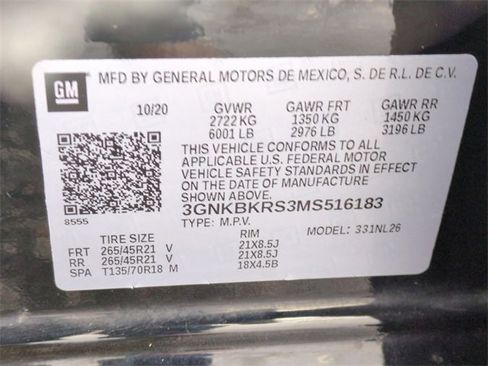 GM
MFD BY GENERAL MOTORS DE MEXICO, S. DE R.L. DE C.V.
10/20 GVWR GAWR FRT GAWR RR
2722 KG 1350 KG 1450 KG
6001 LB 2976 LB 3196 LB
THIS VEHICLE CONFORMS TO ALL
APPLICABLE U.S. FEDERAL MOTOR
VEHICLE SAFETY STANDARDS IN EFFECT ON
THE DATE OF MANUFACTURE SHOWN ABOVE.
3GNKBKRS3MS516183
8555
TYPE: M.P.V. MODEL: 331NL26
TIRE SIZE RIM
FRT 265/45R21 V 21X8.5J
RR 265/45R21 V 21X8.5J
SPA T135/70R18 M 18X4.5B